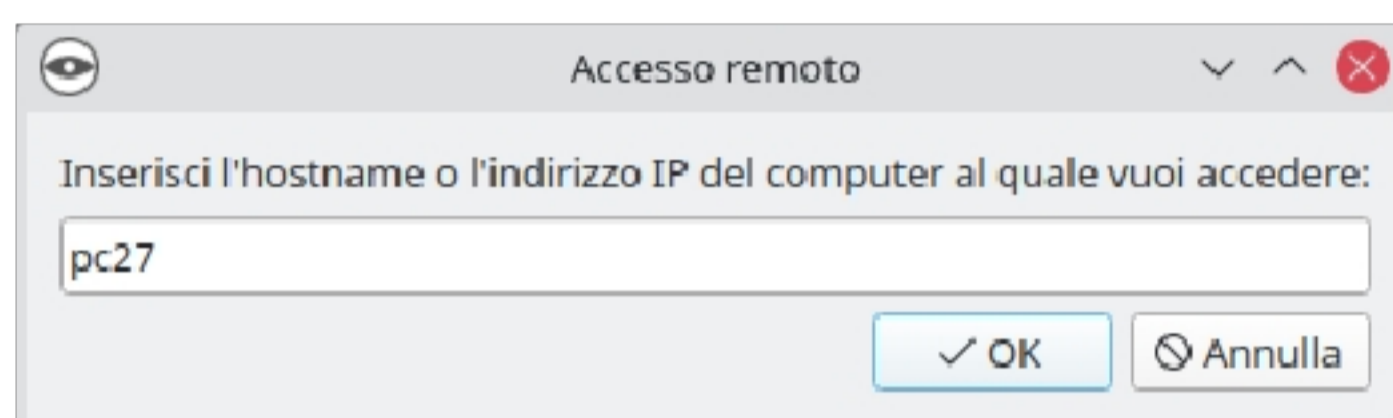 Accesso remoto
Inserisci l'hostname o l'indirizzo IP del computer al quale vuoi accedere:
pc27
OK Annulla